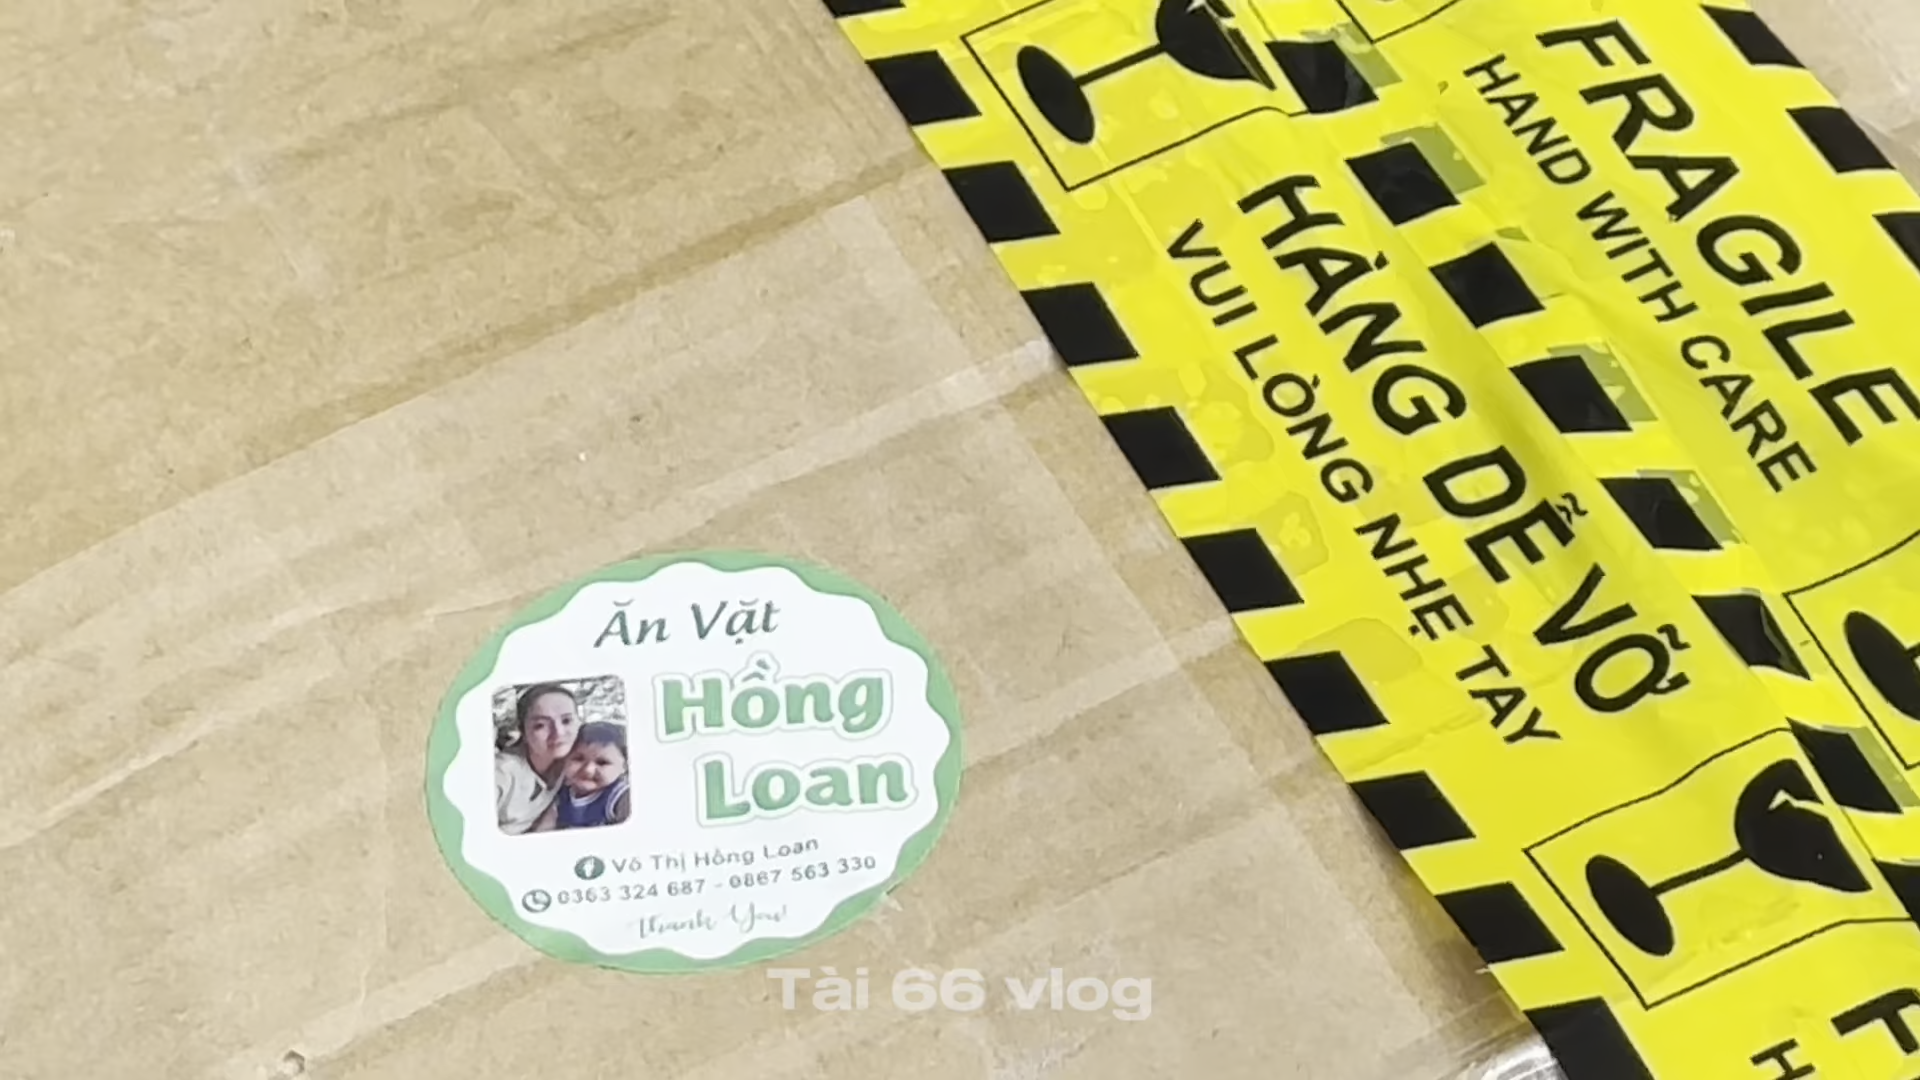 FRAGILE
HAND WITH CARE
HÀNG DỄ VỠ
VUI LÒNG NHẸ TAY
Ăn Vặt
Hồng
Loan
Võ Thị Hồng Loan
0363 324 687 - 0867 563 330
Thank You!
Tài 66 vlog